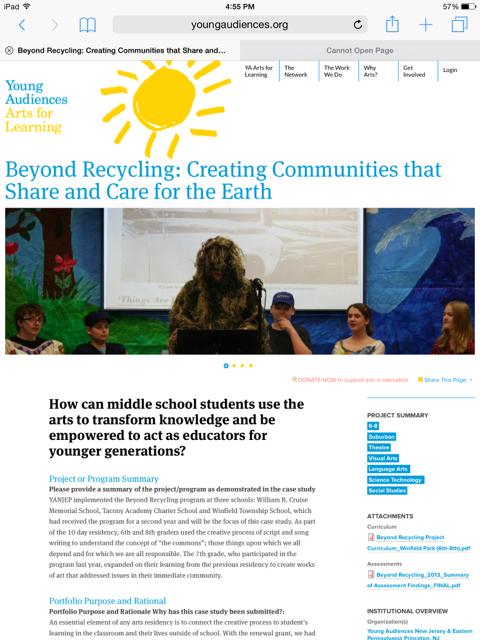 iPad
4:55 PM
57%
youngaudiences.org
Beyond Recycling: Creating Communities that Share and...
Cannot Open Page
Young
Audiences
Arts for
Learning
YA Arts for
Learning
The
Network
The Work
We Do
Why
Arts?
Get
Involved
Login
Beyond Recycling: Creating Communities that
Share and Care for the Earth
Things Are
DONATE NOW to support arts in education
Share This Page: +
How can middle school students use the
arts to transform knowledge and be
empowered to act as educators for
younger generations?
Project or Program Summary
Please provide a summary of the project/program as demonstrated in the case study
YANJEP implemented the Beyond Recycling program at three schools: William B. Cruise
Memorial School, Tacony Academy Charter School and Winfield Township School, which
had received the program for a second year and will be the focus of this case study. As part
of the 10 day residency, 6th and 8th graders used the creative process of script and song
writing to understand the concept of "the commons"; those things upon which we all
depend and for which we are all responsible. The 7th grade, who participated in the
program last year, expanded on their learning from the previous residency to create works
of art that addressed issues in their immediate community.
Portfolio Purpose and Rational
Portfolio Purpose and Rationale Why has this case study been submitted?:
An essential element of any arts residency is to connect the creative process to student's
learning in the classroom and their lives outside of school. With the renewal grant, we had
PROJECT SUMMARY
6-8
Suburban
Theatre
Visual Arts
Language Arts
Science Technology
Social Studies
ATTACHMENTS
Curriculum
Beyond Recycling Project
Curriculum_Winfield Park (6th-8th).pdf
Assessments
Beyond Recycling_2013_Summary
of Assessment Findings_FINAL.pdf
INSTITUTIONAL OVERVIEW
Organization(s)
Young Audiences New Jersey & Eastern
Pennsylvania Princeton, NJ